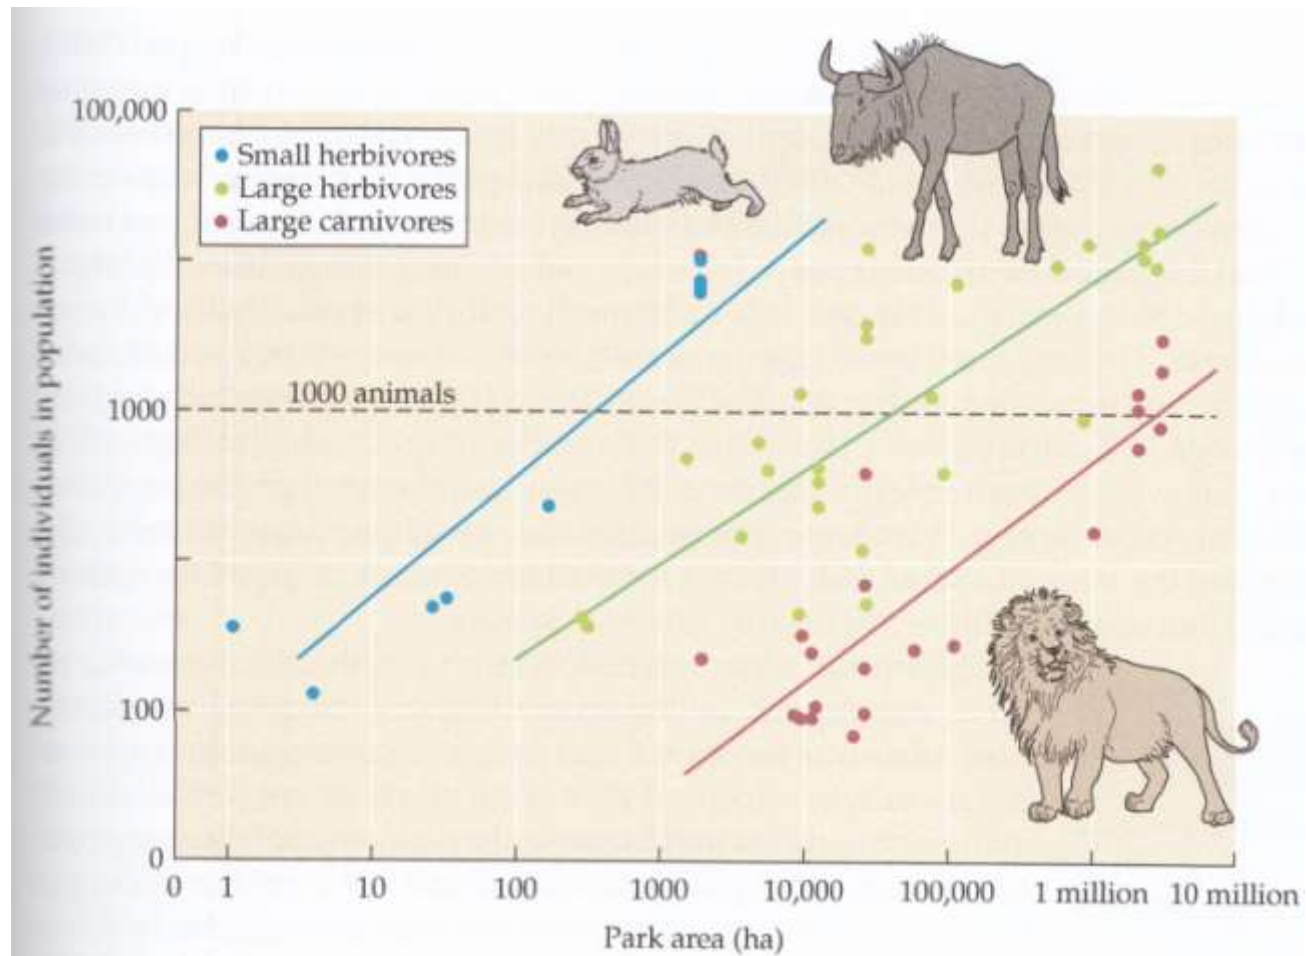 100,000
Small herbivores
Large herbivores
Large carnivores
1000 animals
1000
100
0
Number of individuals in population
0 1 10 100 1000 10,000 100,000 1 million 10 million
Park area (ha)